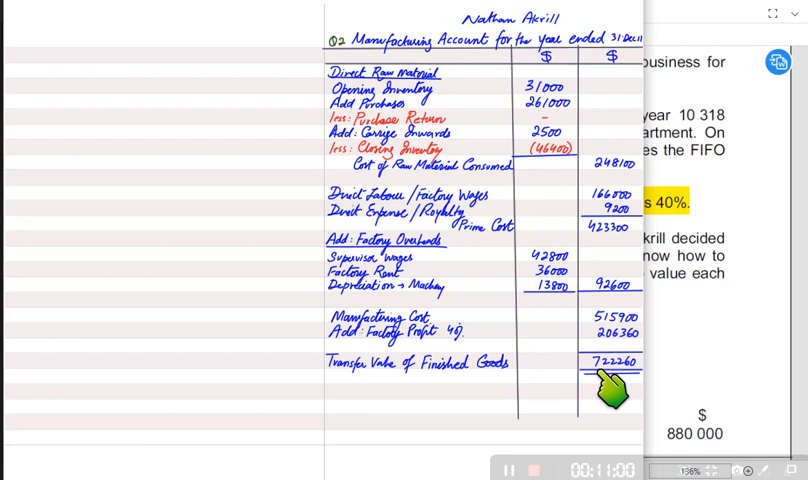 Nathan Akrill
Q2 Manufacturing Account for the year ended 31 Dec 11
$ $
Direct Raw Material
Opening Inventory 31000
Add Purchases 261000
less: Purchase Return -
Add: Carrige Inwards 2500
less: Closing Inventory (46400)
Cost of Raw Material Consumed 248100
Direct Labour / Factory Wages 166000
Direct Expense / Royalty 9200
Prime Cost 423300
Add: Factory Overheads
Supervisor Wages 42800
Factory Rent 36000
Depreciation → 13800 92600
Manufacturing Cost 515900
Add: Factory Profit 40% 206360
Transfer Value of Finished Goods 722260
business for
year 10 318
artment. On
es the FIFO
s 40%.
krill decided
now how to
value each
$
880 000
00:11:00
136%